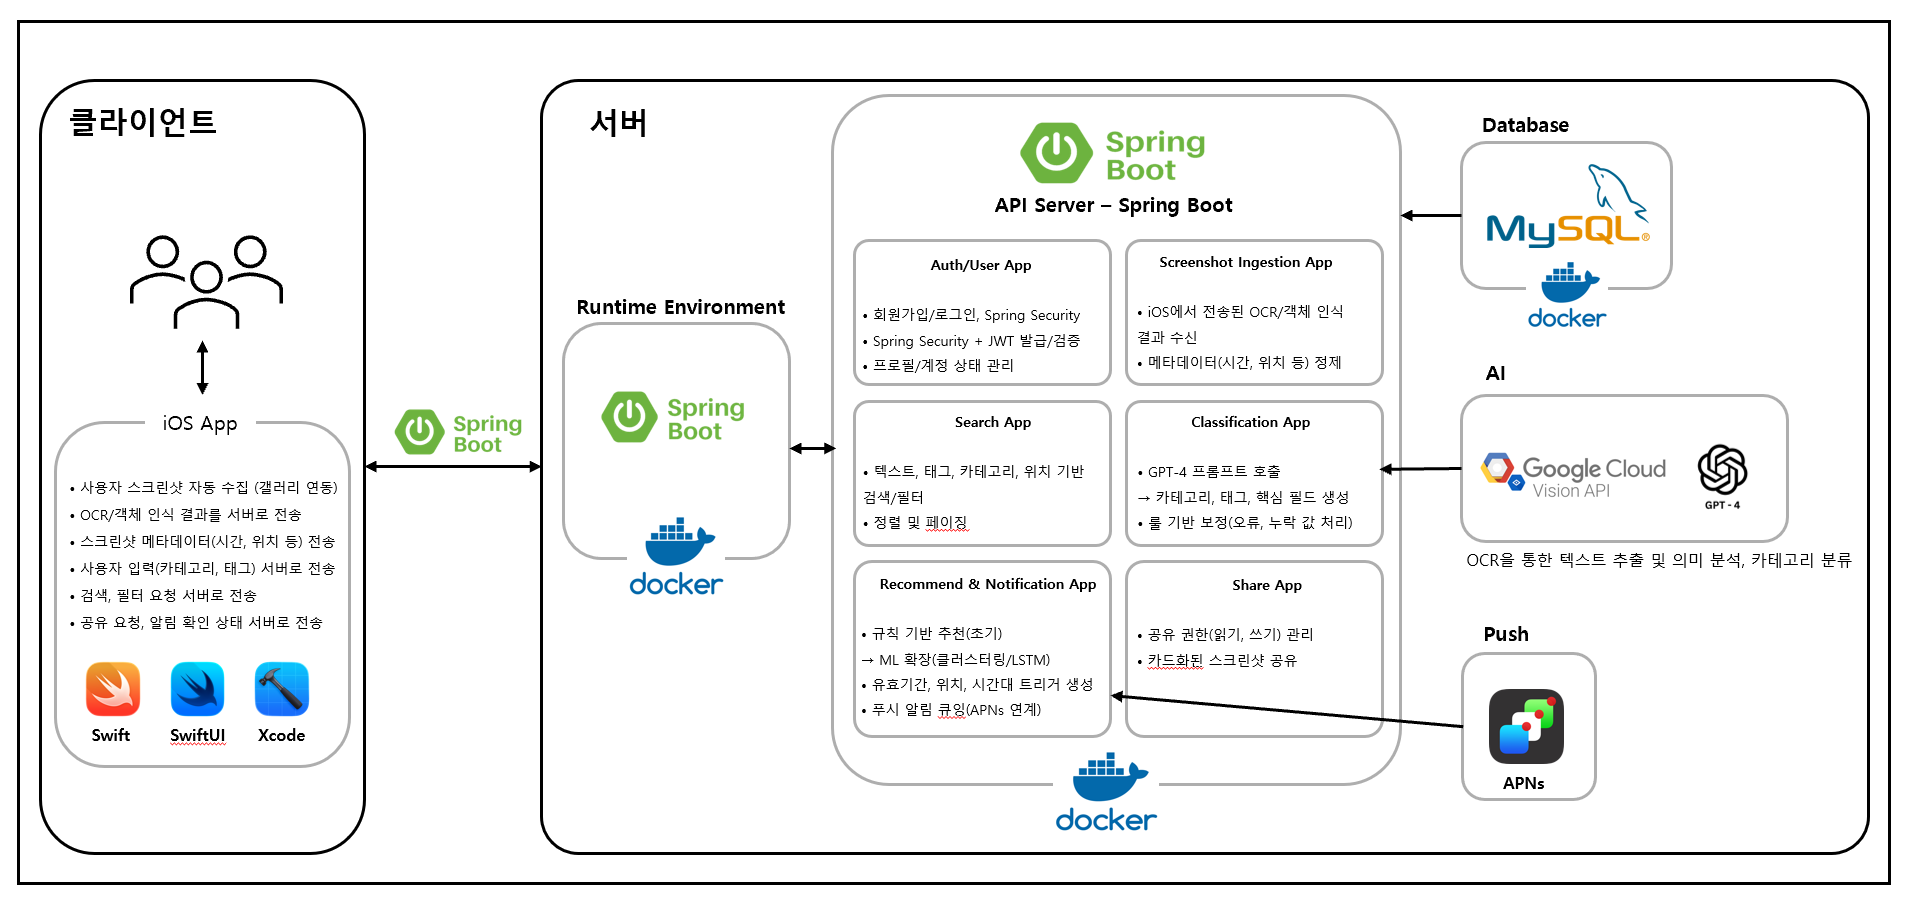 클라이언트
iOS App
• 사용자 스크린샷 자동 수집 (갤러리 연동)
• OCR/객체 인식 결과를 서버로 전송
• 스크린샷 메타데이터(시간, 위치 등) 전송
• 사용자 입력(카테고리, 태그) 서버로 전송
• 검색, 필터 요청 서버로 전송
• 공유 요청, 알림 확인 상태 서버로 전송
Swift
SwiftUI
Xcode
Spring
Boot
서버
Runtime Environment
Spring
Boot
docker
Spring
Boot
API Server – Spring Boot
Auth/User App
• 회원가입/로그인, Spring Security
• Spring Security + JWT 발급/검증
• 프로필/계정 상태 관리
Screenshot Ingestion App
• iOS에서 전송된 OCR/객체 인식
결과 수신
• 메타데이터(시간, 위치 등) 정제
Search App
• 텍스트, 태그, 카테고리, 위치 기반
검색/필터
• 정렬 및 페이징
Classification App
• GPT-4 프롬프트 호출
→ 카테고리, 태그, 핵심 필드 생성
• 룰 기반 보정(오류, 누락 값 처리)
Recommend & Notification App
• 규칙 기반 추천(초기)
→ ML 확장(클러스터링/LSTM)
• 유효기간, 위치, 시간대 트리거 생성
• 푸시 알림 큐잉(APNs 연계)
Share App
• 공유 권한(읽기, 쓰기) 관리
• 카드화된 스크린샷 공유
docker
Database
MySQL®
docker
AI
Google Cloud
Vision API
GPT - 4
OCR을 통한 텍스트 추출 및 의미 분석, 카테고리 분류
Push
APNs